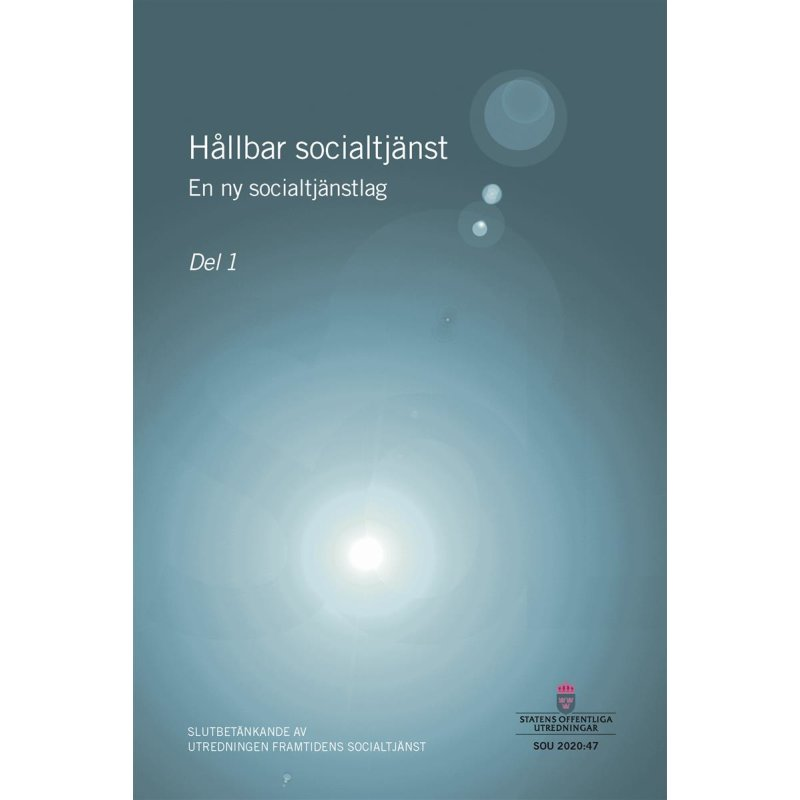 Hållbar socialtjänst
En ny socialtjänstlag
Del 1
SLUTBETÄNKANDE AV
UTREDNINGEN FRAMTIDENS SOCIALTJÄNST
STATENS OFFENTLIGA
UTREDNINGAR
SOU 2020:47